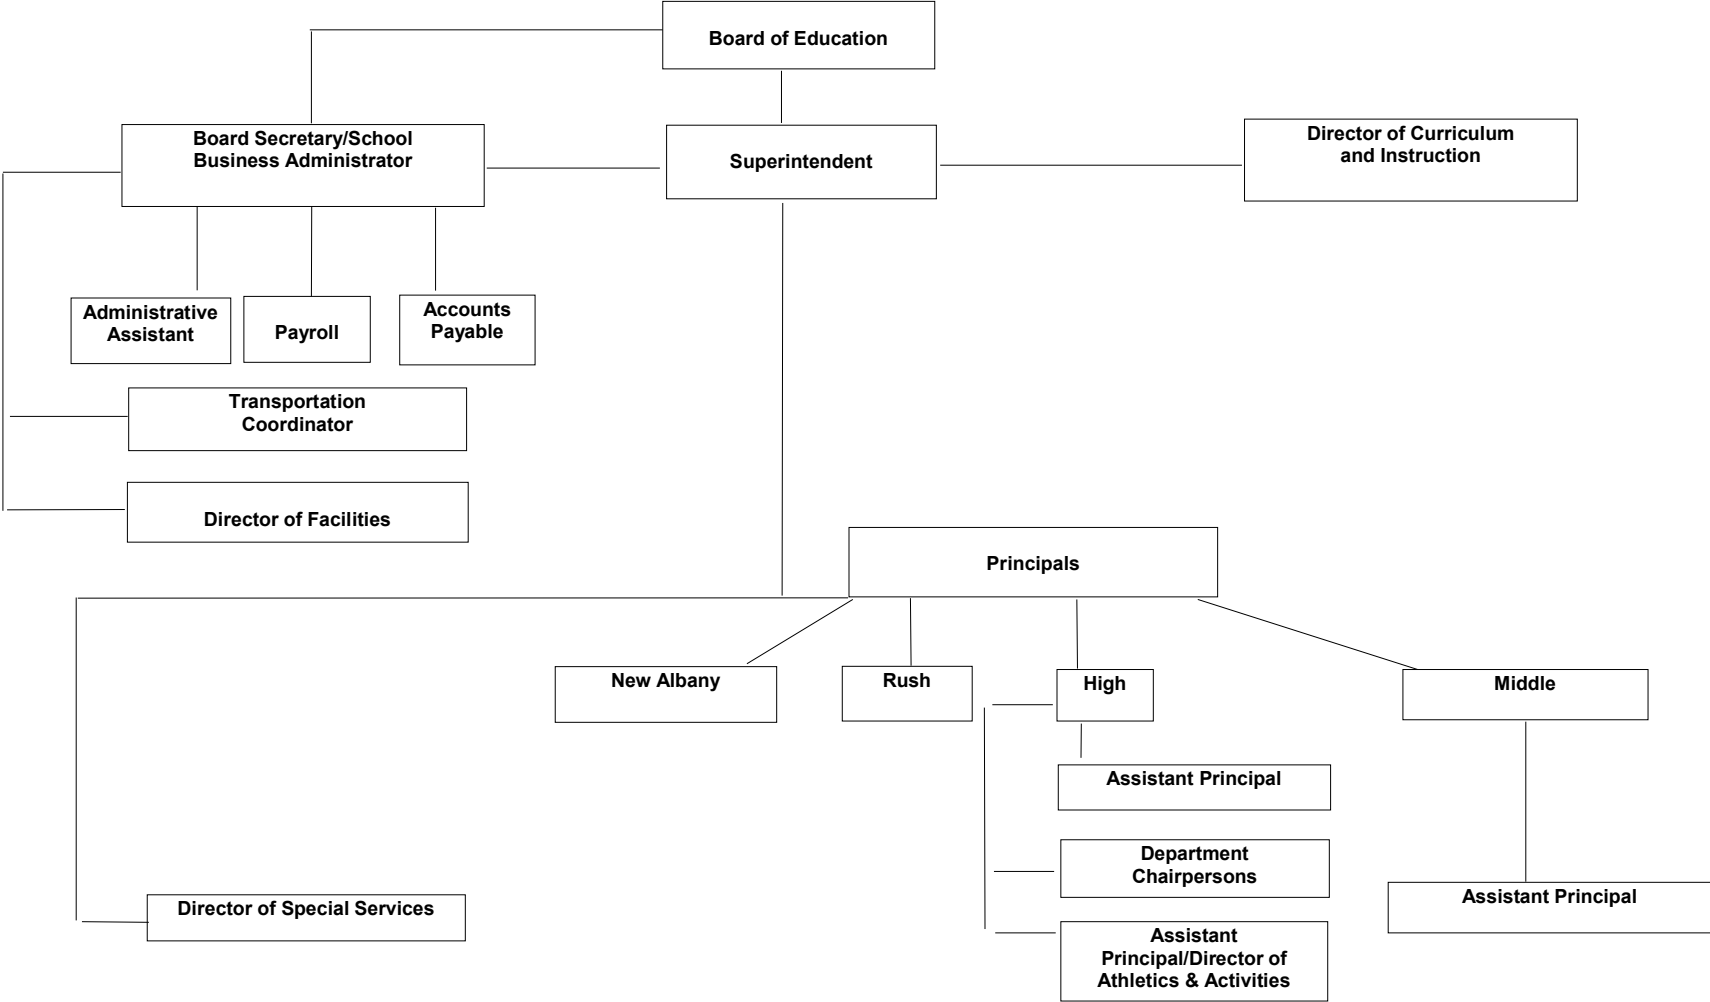 Board of Education
Board Secretary/School
Business Administrator
Superintendent
Director of Curriculum
and Instruction
Administrative
Assistant
Payroll
Accounts
Payable
Transportation
Coordinator
Director of Facilities
Principals
New Albany
Rush
High
Middle
Assistant Principal
Department
Chairpersons
Assistant Principal
Director of Special Services
Assistant
Principal/Director of
Athletics & Activities